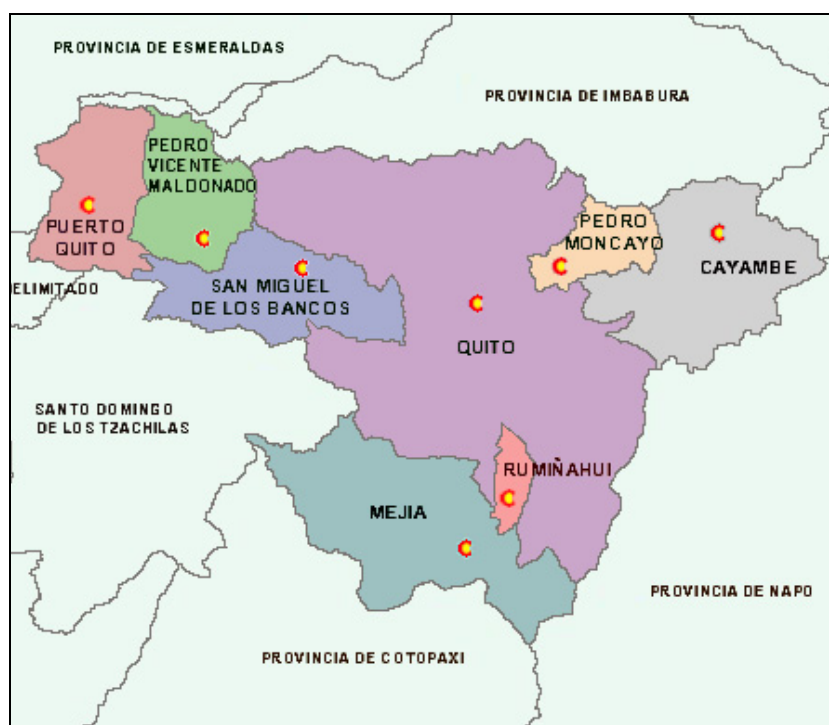 PROVINCIA DE ESMERALDAS
PROVINCIA DE IMBABURA
PEDRO
VICENTE
MALDONADO
PUERTO
QUITO
PEDRO
MONCAYO
CAYAMBE
SAN MIGUEL
DE LOS BANCOS
DELIMITADO
QUITO
SANTO DOMINGO
DE LOS TZACHILAS
RUMIÑAHUI
MEJIA
PROVINCIA DE NAPO
PROVINCIA DE COTOPAXI